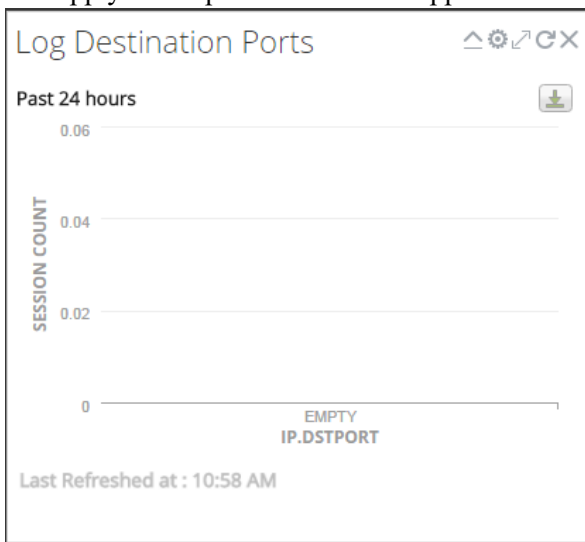 Log Destination Ports
Past 24 hours
0.06
0.04
0.02
0
SESSION COUNT
EMPTY
IP.DSTPORT
Last Refreshed at : 10:58 AM